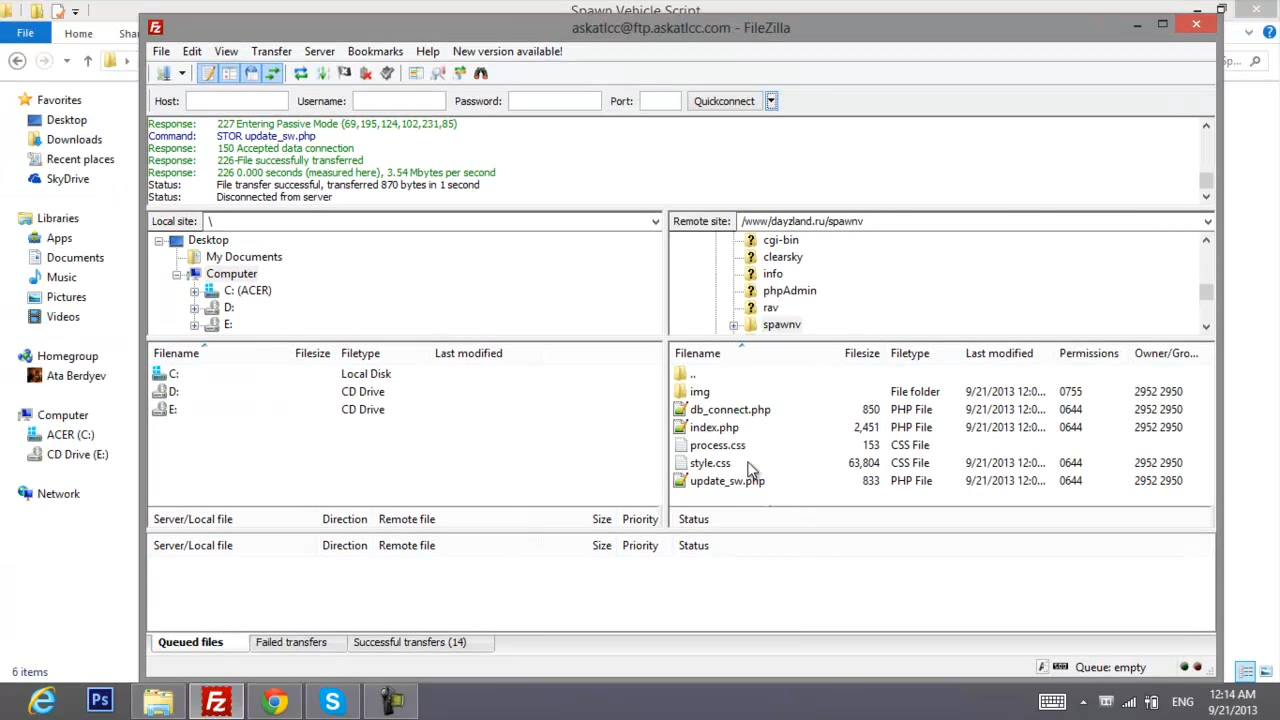 Spawn Vehicle Script
askatlcc@ftp.askatlcc.com - FileZilla
File
Home
Sha
File Edit View Transfer Server Bookmarks Help New version available!
Sp...
Host: Username: Password: Port: Quickconnect
Response: 227 Entering Passive Mode (69,195,124,102,231,85)
Command: STOR update_sw.php
Response: 150 Accepted data connection
Response: 226-File successfully transferred
Response: 226 0.000 seconds (measured here), 3.54 Mbytes per second
Status: File transfer successful, transferred 870 bytes in 1 second
Status: Disconnected from server
Favorites
Desktop
Downloads
Recent places
SkyDrive
Libraries
Apps
Documents
Music
Pictures
Videos
Homegroup
Ata Berdyev
Computer
ACER (C:)
CD Drive (E:)
Network
6 items
Local site: \
Desktop
My Documents
Computer
C: (ACER)
D:
E:
Remote site: /www/dayzland.ru/spawnv
cgi-bin
clearsky
info
phpAdmin
rav
spawnv
Filename Filesize Filetype Last modified
C: Local Disk
D: CD Drive
E: CD Drive
Filename Filesize Filetype Last modified Permissions Owner/Gro...
..
img File folder 9/21/2013 12:0... 0755 2952 2950
db_connect.php 850 PHP File 9/21/2013 12:0... 0644 2952 2950
index.php 2,451 PHP File 9/21/2013 12:0... 0644 2952 2950
process.css 153 CSS File
style.css 63,804 CSS File 9/21/2013 12:0... 0644 2952 2950
update_sw.php 833 PHP File 9/21/2013 12:0... 0644 2952 2950
Server/Local file Direction Remote file Size Priority Status
Server/Local file Direction Remote file Size Priority Status
Queued files Failed transfers Successful transfers (14)
Queue: empty
Ps
Fz
ENG
12:14 AM
9/21/2013